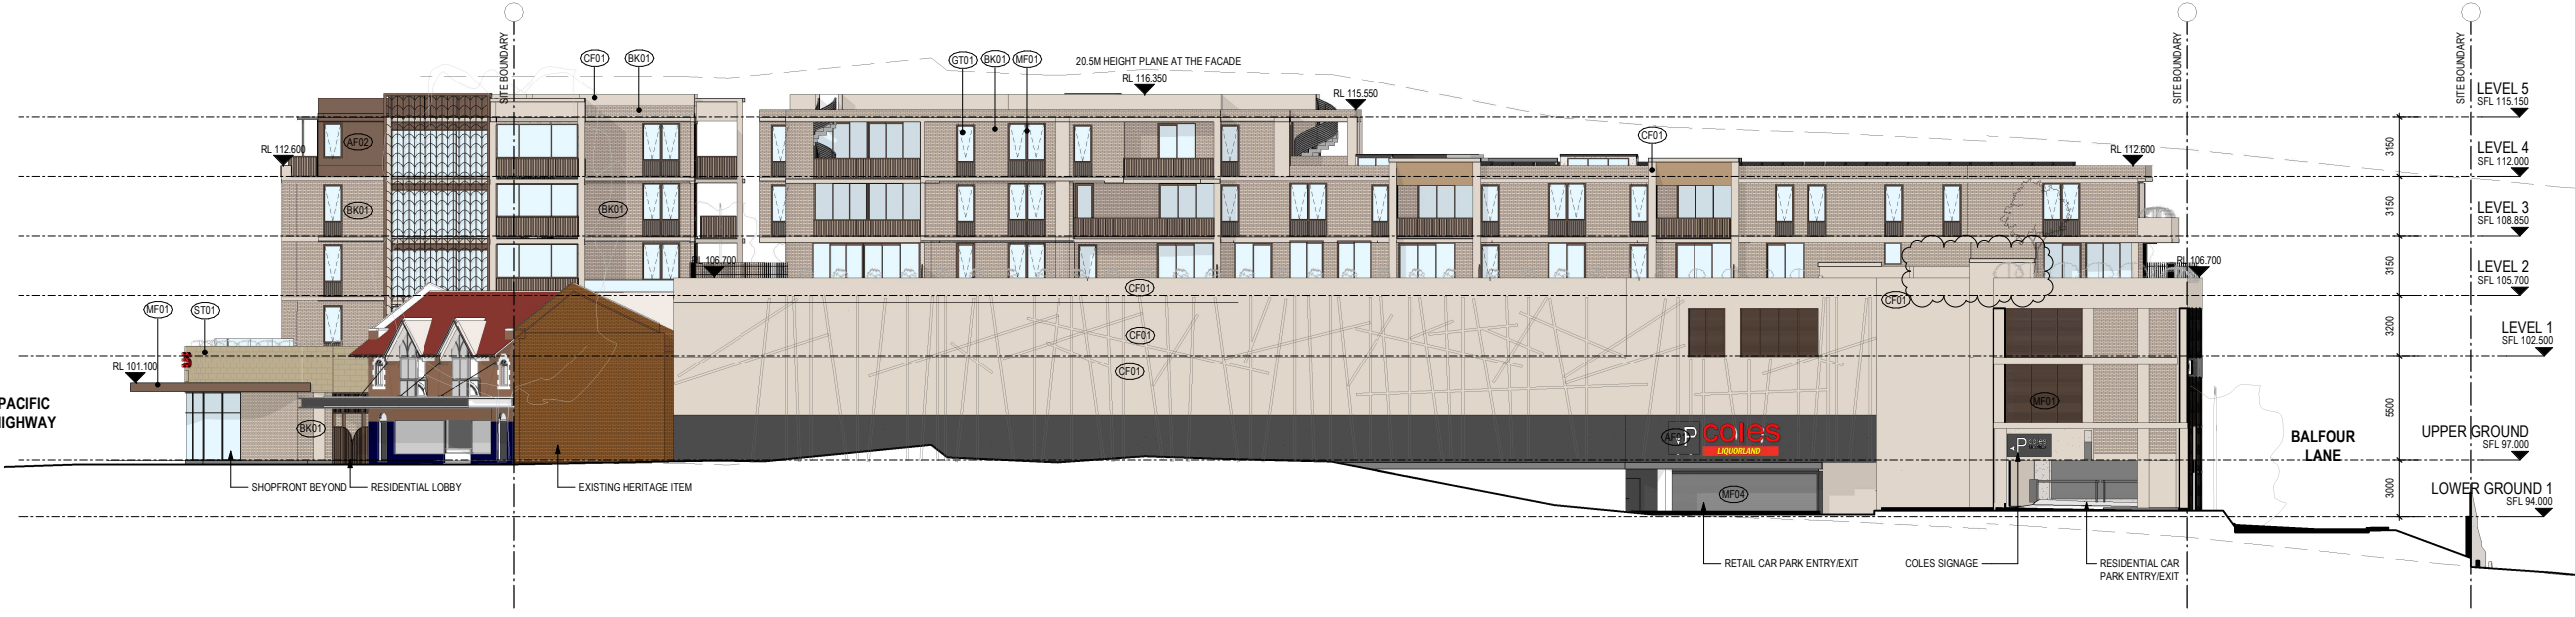 SITE BOUNDARY
SITE BOUNDARY
SITE BOUNDARY
CF01
BK01
GT01
BK01
MF01
20.5M HEIGHT PLANE AT THE FACADE
RL 116.350
RL 115.550
LEVEL 5
SFL 115.150
AF02
RL 112.600
CF01
RL 112.600
3150
LEVEL 4
SFL 112.000
BK01
BK01
3150
LEVEL 3
SFL 108.850
RL 106.700
RL 106.700
3150
LEVEL 2
SFL 105.700
CF01
CF01
MF01
ST01
CF01
3200
LEVEL 1
SFL 102.500
RL 101.100
CF01
PACIFIC
HIGHWAY
BK01
MF01
5500
P coles
LIQUORLAND
P coles
BALFOUR
LANE
UPPER GROUND
SFL 97.000
SHOPFRONT BEYOND
RESIDENTIAL LOBBY
EXISTING HERITAGE ITEM
MF04
3000
LOWER GROUND 1
SFL 94.000
RETAIL CAR PARK ENTRY/EXIT
COLES SIGNAGE
RESIDENTIAL CAR
PARK ENTRY/EXIT